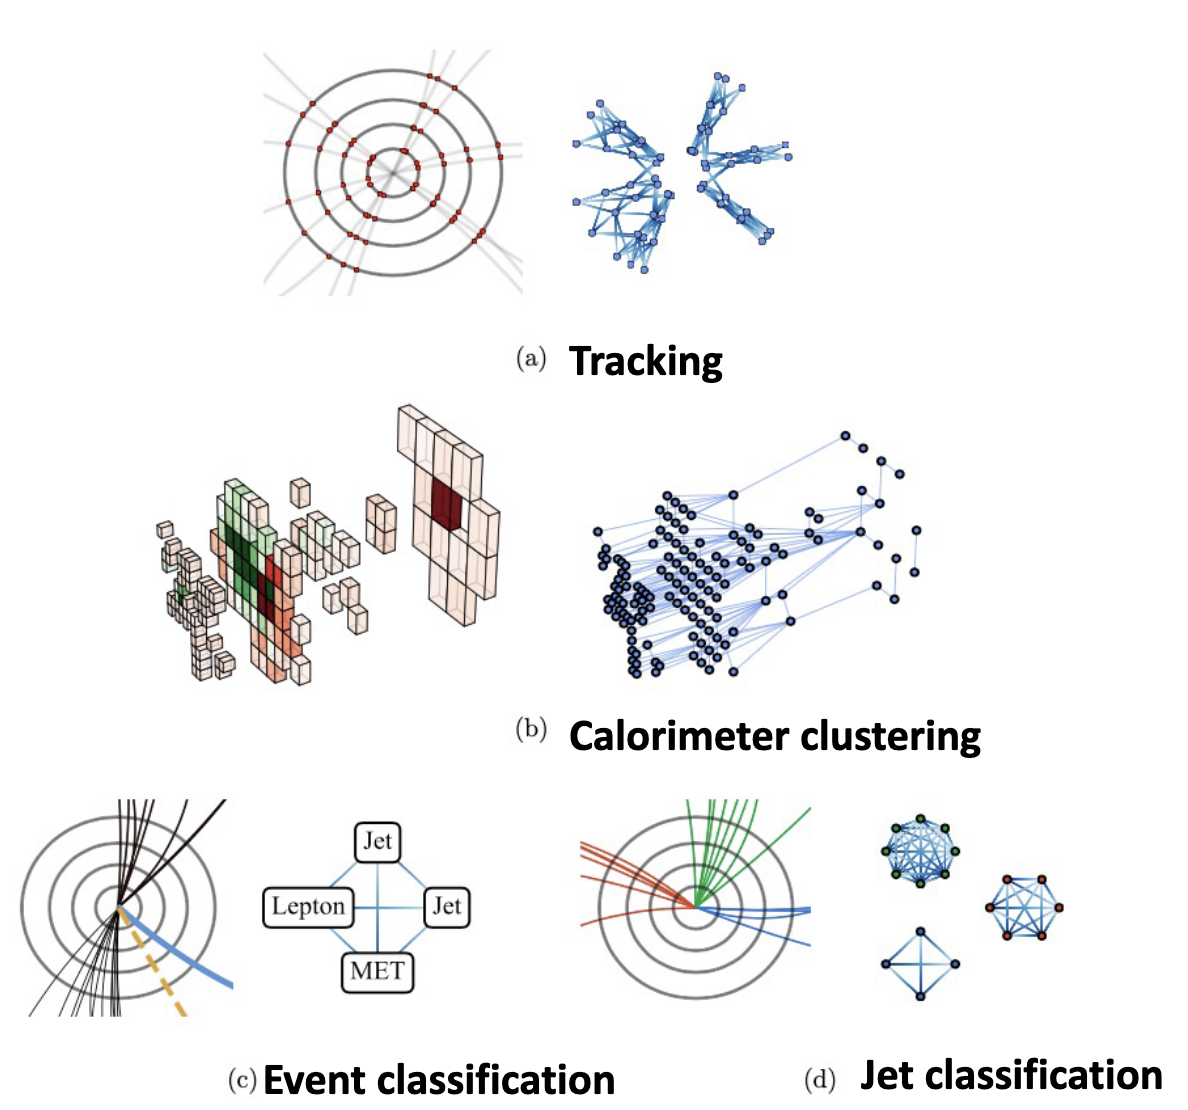 (a) Tracking
(b) Calorimeter clustering
Jet
Lepton
Jet
MET
(c) Event classification
(d) Jet classification